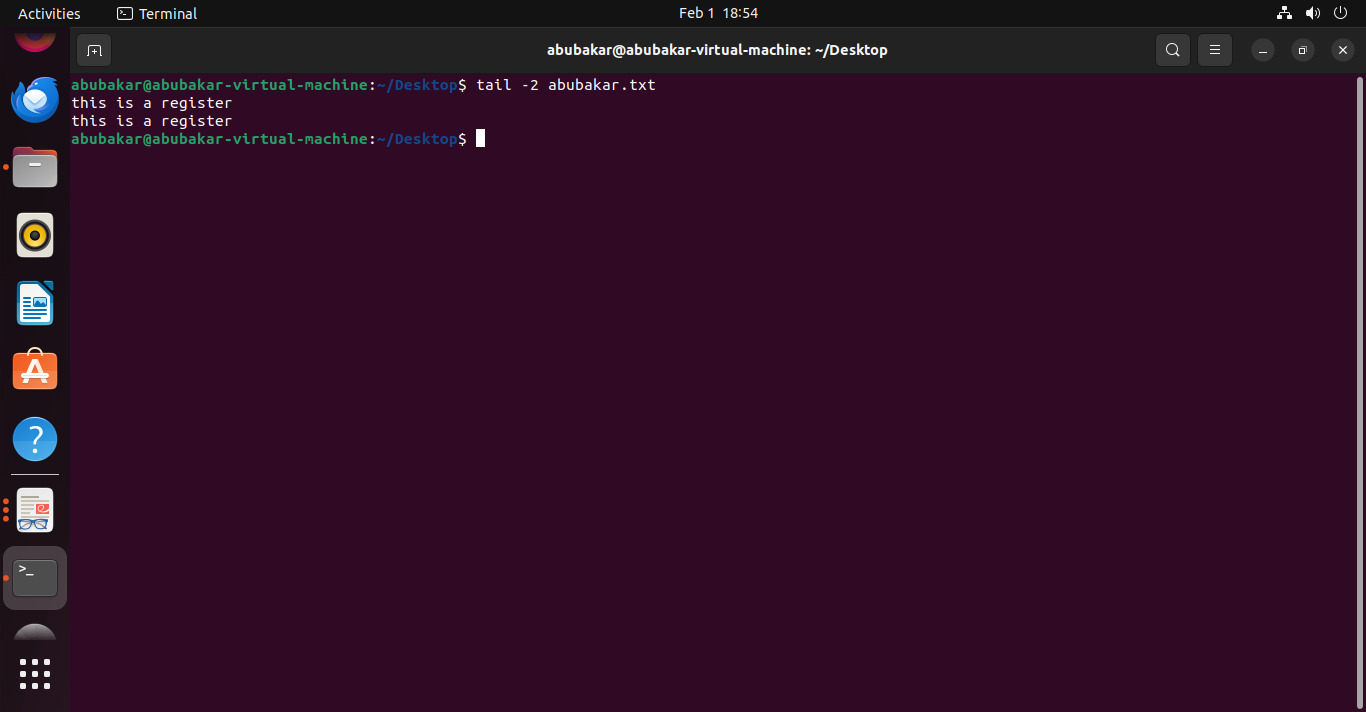 Activities Terminal Feb 1 18:54
abubakar@abubakar-virtual-machine: ~/Desktop
abubakar@abubakar-virtual-machine:~/Desktop$ tail -2 abubakar.txt
this is a register
this is a register
abubakar@abubakar-virtual-machine:~/Desktop$